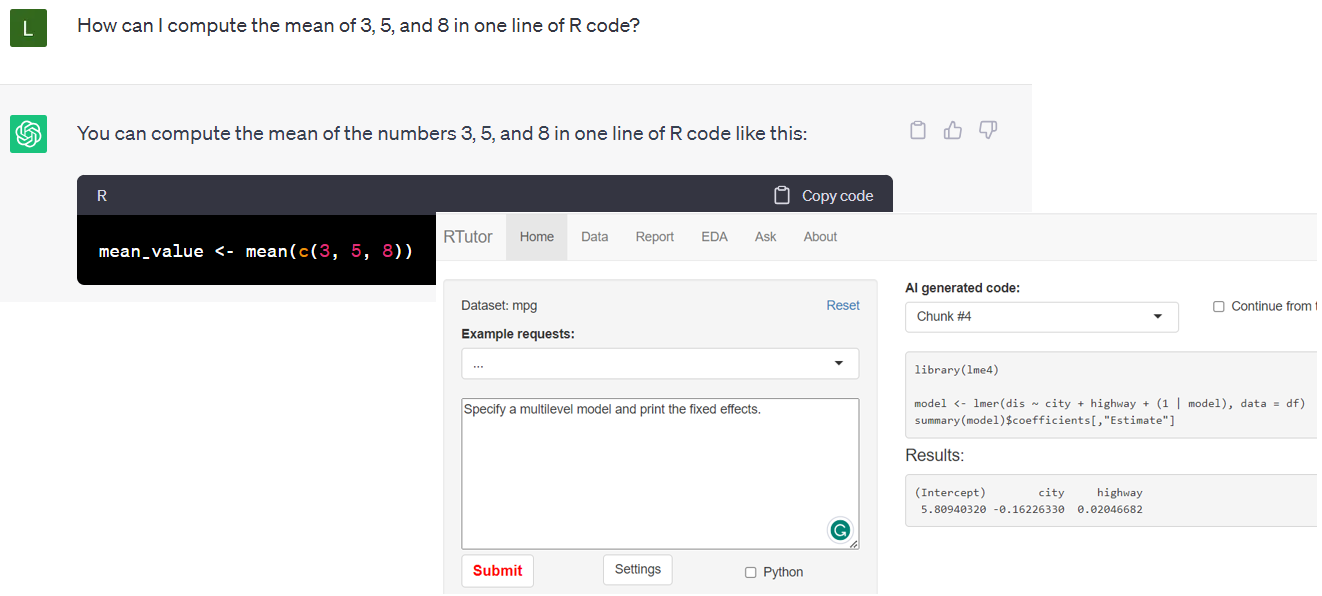 L
How can I compute the mean of 3, 5, and 8 in one line of R code?
You can compute the mean of the numbers 3, 5, and 8 in one line of R code like this:
R
Copy code
mean_value <- mean(c(3, 5, 8))
RTutor Home Data Report EDA Ask About
Dataset: mpg
Reset
Example requests:
...
Specify a multilevel model and print the fixed effects.
Submit
Settings
Python
AI generated code:
Chunk #4
Continue from
library(lme4)
model <- lmer(dis ~ city + highway + (1 | model), data = df)
summary(model)$coefficients[,"Estimate"]
Results:
(Intercept) city highway
5.80940320 -0.16226330 0.02046682